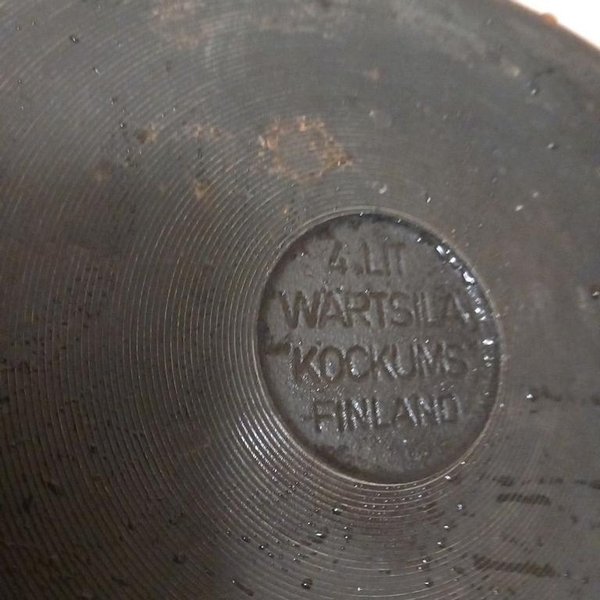 4 LIT
WÄRTSILÄ
"KOCKUMS"
FINLAND